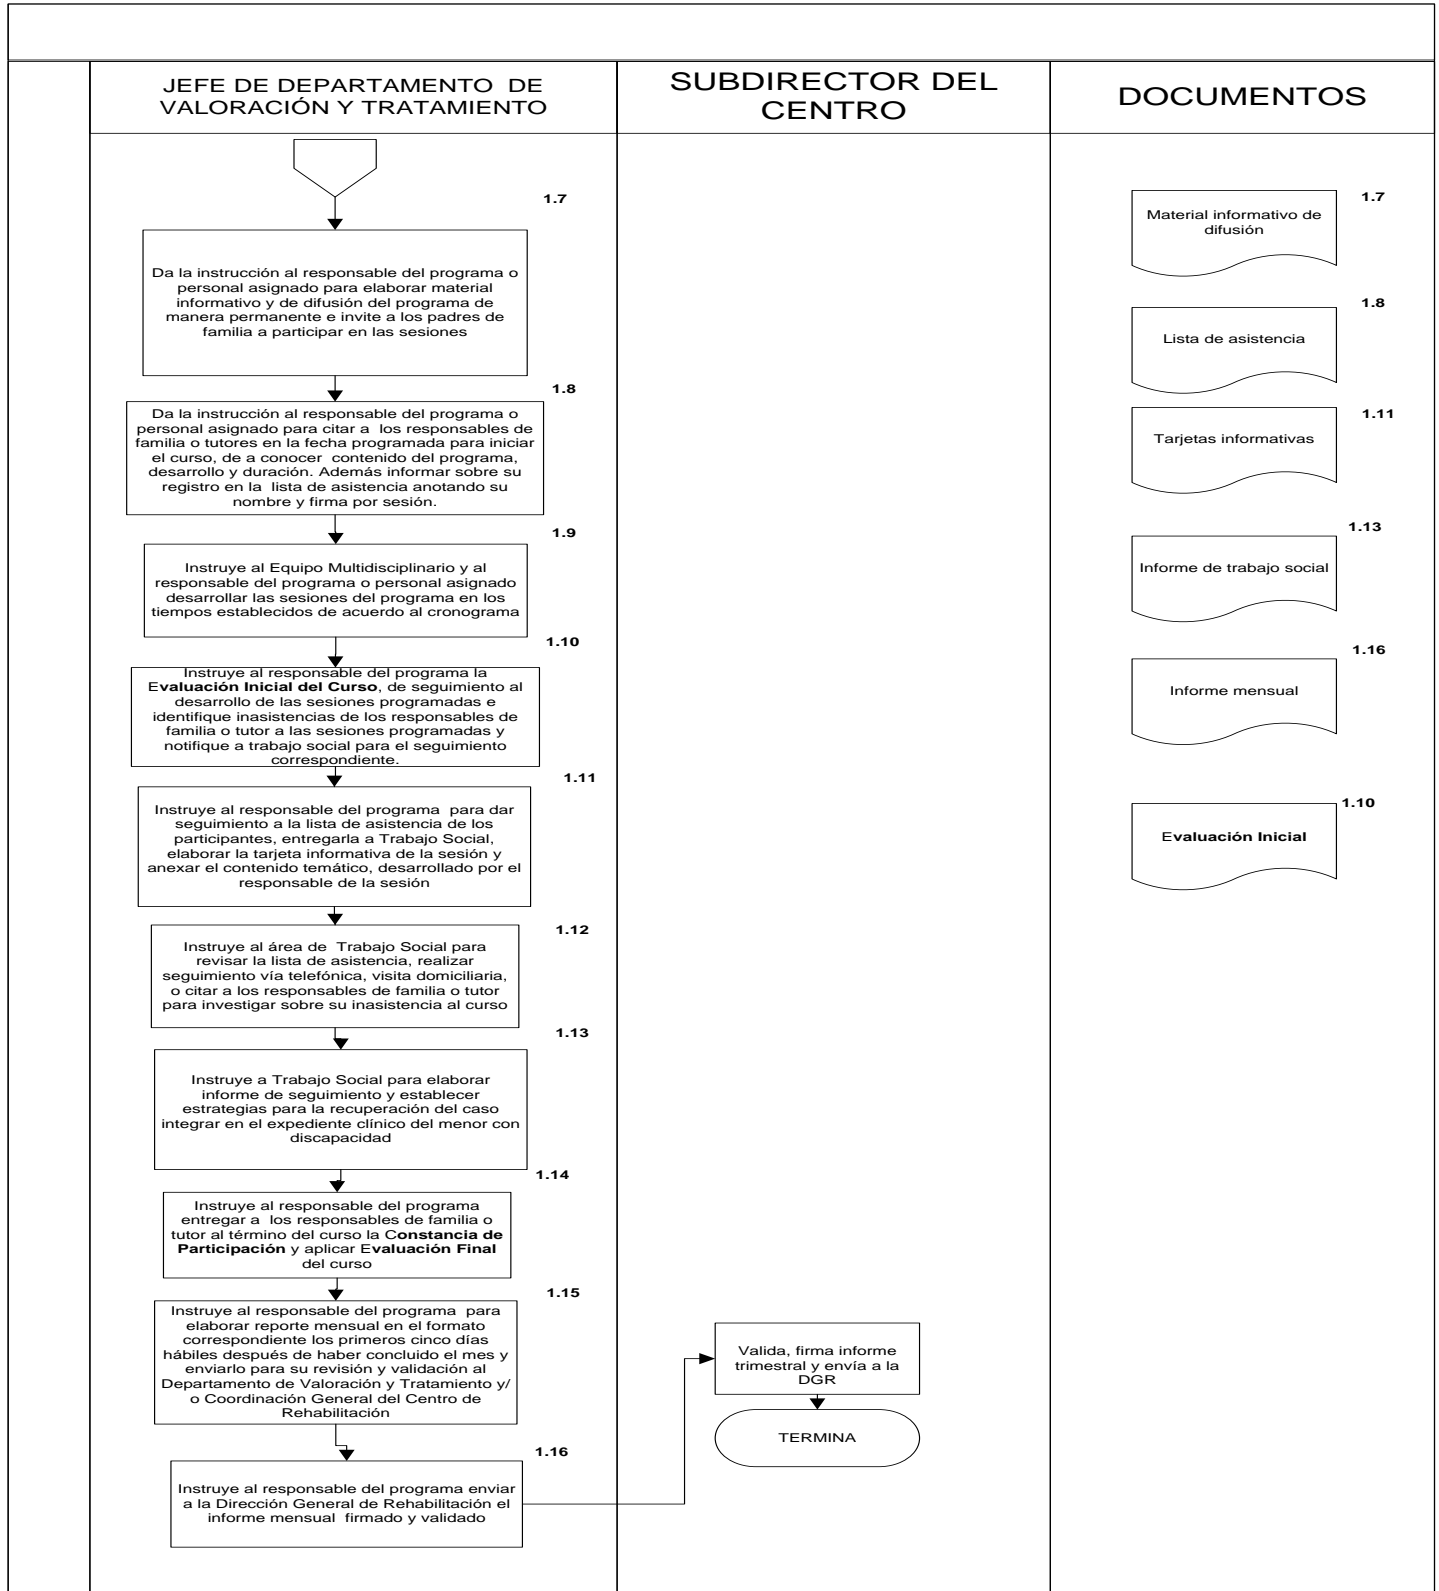 JEFE DE DEPARTAMENTO DE
VALORACIÓN Y TRATAMIENTO
SUBDIRECTOR DEL
CENTRO
DOCUMENTOS
1.7
Da la instrucción al responsable del programa o
personal asignado para elaborar material
informativo y de difusión del programa de
manera permanente e invite a los padres de
familia a participar en las sesiones
1.8
Da la instrucción al responsable del programa o
personal asignado para citar a los responsables de
familia o tutores en la fecha programada para iniciar
el curso, de a conocer contenido del programa,
desarrollo y duración. Además informar sobre su
registro en la lista de asistencia anotando su
nombre y firma por sesión.
1.9
Instruye al Equipo Multidisciplinario y al
responsable del programa o personal asignado
desarrollar las sesiones del programa en los
tiempos establecidos de acuerdo al cronograma
1.10
Instruye al responsable del programa la
Evaluación Inicial del Curso, de seguimiento al
desarrollo de las sesiones programadas e
identifique inasistencias de los responsables de
familia o tutor a las sesiones programadas y
notifique a trabajo social para el seguimiento
correspondiente.
1.11
Instruye al responsable del programa para dar
seguimiento a la lista de asistencia de los
participantes, entregarla a Trabajo Social,
elaborar la tarjeta informativa de la sesión y
anexar el contenido temático, desarrollado por el
responsable de la sesión
1.12
Instruye al área de Trabajo Social para
revisar la lista de asistencia, realizar
seguimiento vía telefónica, visita domiciliaria,
o citar a los responsables de familia o tutor
para investigar sobre su inasistencia al curso
1.13
Instruye a Trabajo Social para elaborar
informe de seguimiento y establecer
estrategias para la recuperación del caso
integrar en el expediente clínico del menor con
discapacidad
1.14
Instruye al responsable del programa
entregar a los responsables de familia o
tutor al término del curso la Constancia de
Participación y aplicar Evaluación Final
del curso
1.15
Instruye al responsable del programa para
elaborar reporte mensual en el formato
correspondiente los primeros cinco días
hábiles después de haber concluido el mes y
enviarlo para su revisión y validación al
Departamento de Valoración y Tratamiento y/
o Coordinación General del Centro de
Rehabilitación
1.16
Instruye al responsable del programa enviar
a la Dirección General de Rehabilitación el
informe mensual firmado y validado
Valida, firma informe
trimestral y envía a la
DGR
TERMINA
1.7
Material informativo de
difusión
1.8
Lista de asistencia
1.11
Tarjetas informativas
1.13
Informe de trabajo social
1.16
Informe mensual
1.10
Evaluación Inicial